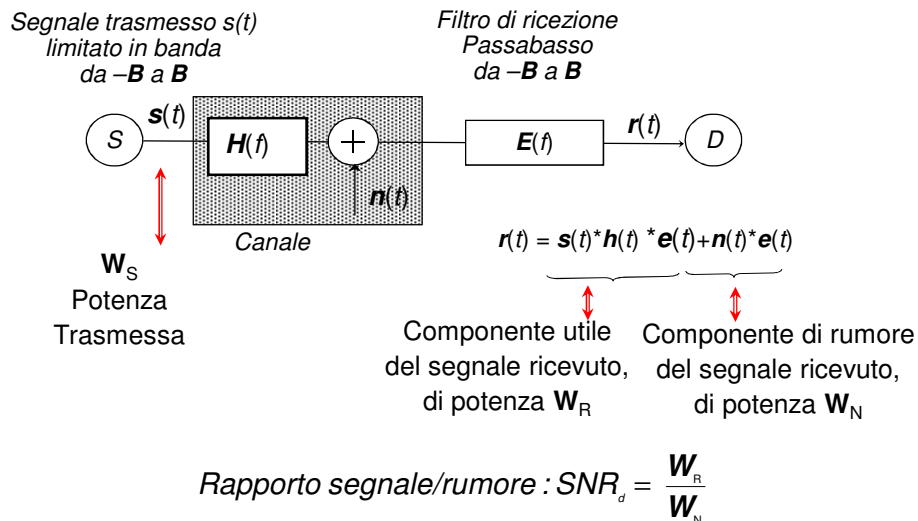 Segnale trasmesso s(t)
limitato in banda
da –B a B
Filtro di ricezione
Passabasso
da -B a B
S
s(t)
H(f)
+
n(t)
Canale
E(f)
r(t)
D
W_S
Potenza
Trasmessa
r(t) = s(t)*h(t) *e(t)+n(t)*e(t)
Componente utile
del segnale ricevuto,
di potenza W_R
Componente di rumore
del segnale ricevuto,
di potenza W_N
Rapporto segnale/rumore : SNR_d = W_R / W_N